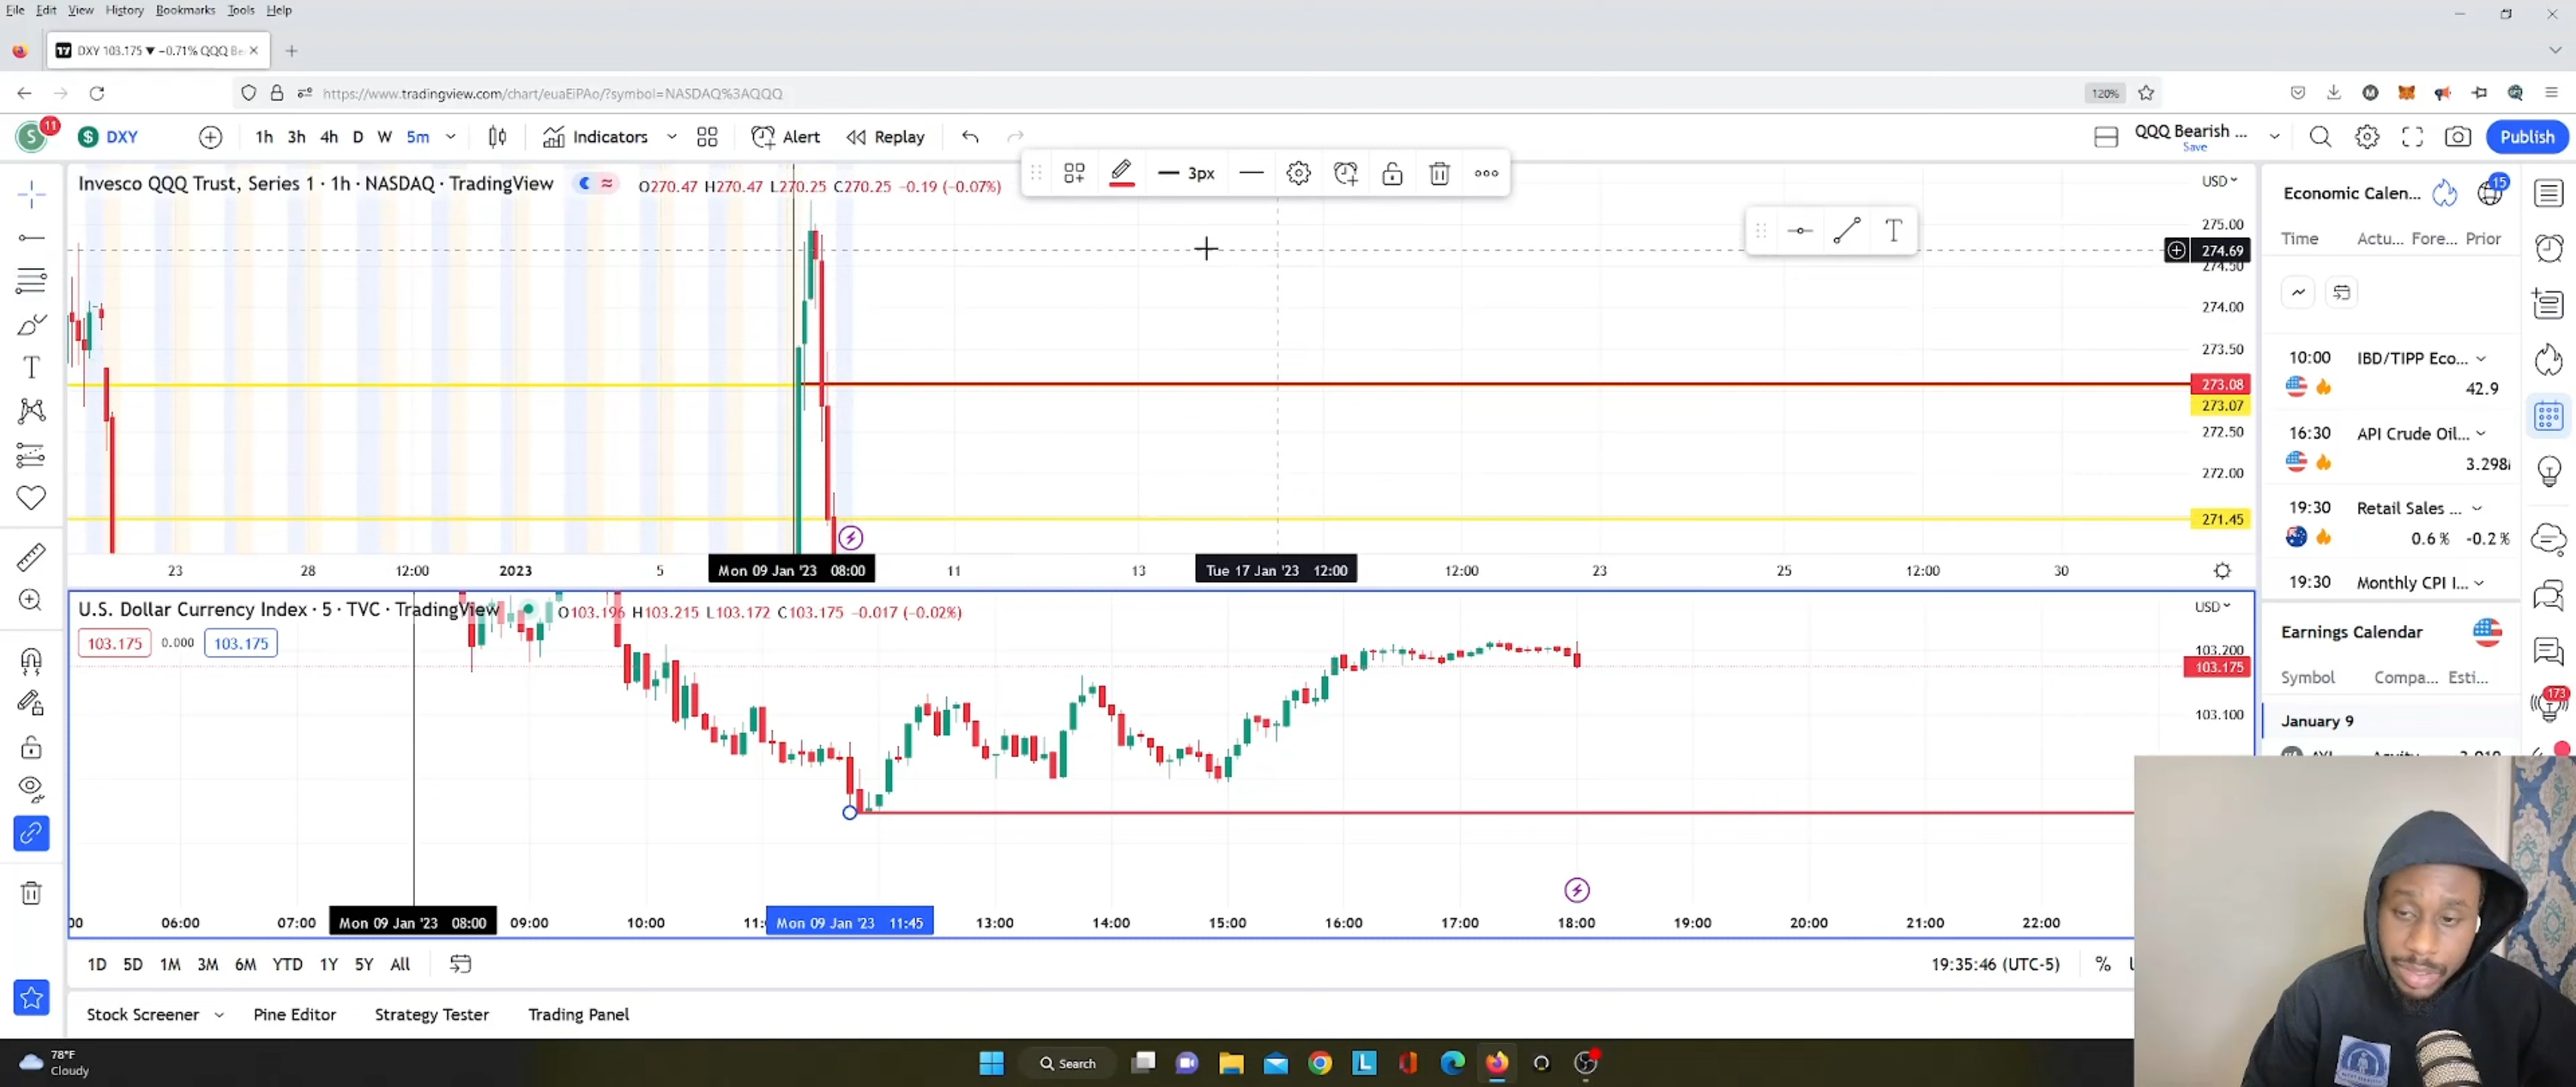 File Edit View History Bookmarks Tools Help
DXY 103.175 ▼ −0.71% QQQ Be
https://www.tradingview.com/chart/euaEiPAo/?symbol=NASDAQ%3AQQQ
120%
S 11 DXY 1h 3h 4h D W 5m Indicators Alert Replay QQQ Bearish ... Save Publish
Invesco QQQ Trust, Series 1 · 1h · NASDAQ · TradingView O270.47 H270.47 L270.25 C270.25 −0.19 (−0.07%)
3px
USD
275.00
274.69
274.50
274.00
273.50
273.08
273.07
272.50
272.00
271.45
23 28 12:00 2023 5 Mon 09 Jan '23 08:00 11 13 Tue 17 Jan '23 12:00 12:00 23 25 12:00 30
U.S. Dollar Currency Index · 5 · TVC · TradingView O103.196 H103.215 L103.172 C103.175 −0.017 (−0.02%)
103.175 0.000 103.175
USD
103.200
103.175
103.100
06:00 07:00 Mon 09 Jan '23 08:00 09:00 10:00 Mon 09 Jan '23 11:45 13:00 14:00 15:00 16:00 17:00 18:00 19:00 20:00 21:00 22:00
1D 5D 1M 3M 6M YTD 1Y 5Y All 19:35:46 (UTC-5) %
Stock Screener Pine Editor Strategy Tester Trading Panel
Economic Calen... 15
Time Actu... Fore... Prior
10:00 IBD/TIPP Eco...
42.9
16:30 API Crude Oil...
3.298
19:30 Retail Sales ...
0.6 % -0.2 %
19:30 Monthly CPI I...
Earnings Calendar
Symbol Compa... Esti...
January 9
173
78°F
Cloudy
Search